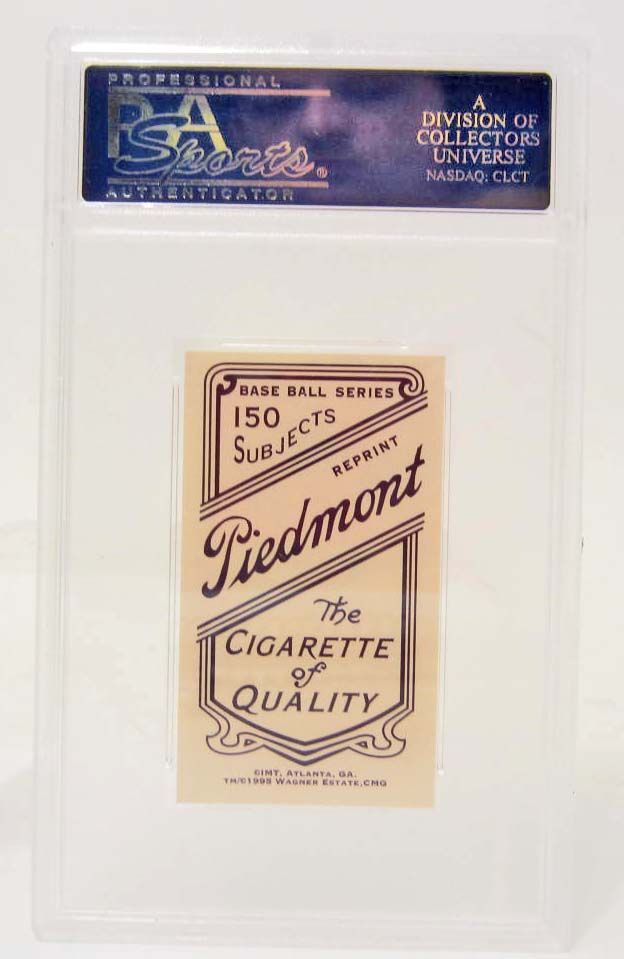 PROFESSIONAL
PSA
Sports®
AUTHENTICATOR
A
DIVISION OF
COLLECTORS
UNIVERSE
NASDAQ: CLCT
BASE BALL SERIES
150
SUBJECTS
REPRINT
Piedmont
The
CIGARETTE
of
QUALITY
©IMT, ATLANTA, GA.
TM/©1995 WAGNER ESTATE, CMG